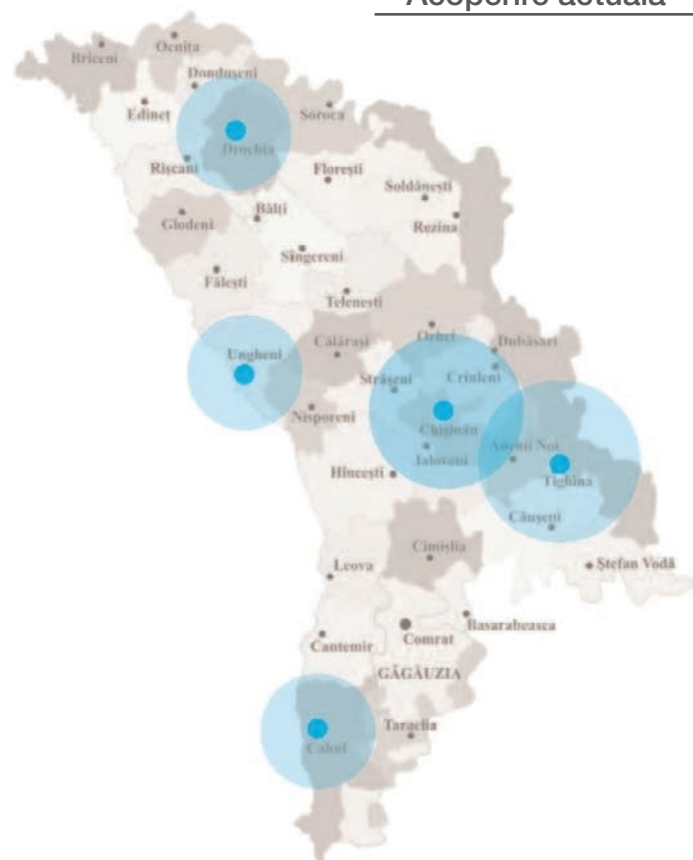 Acoperire actuală
Ocnița
Briceni
Dondușeni
Edineț
Soroca
Drochia
Rîșcani
Florești
Soldănești
Bălți
Glodeni
Rezina
Sîngereni
Fălești
Telenești
Orhei
Dubăsari
Călărași
Ungheni
Criuleni
Strășeni
Nisporeni
Chișinău
Anenii Noi
Ialoveni
Hîncești
Tighina
Căușeni
Cimișlia
Leova
Ștefan Vodă
Basarabeasca
Comrat
Cantemir
GĂGĂUZIA
Taraclia
Cahul